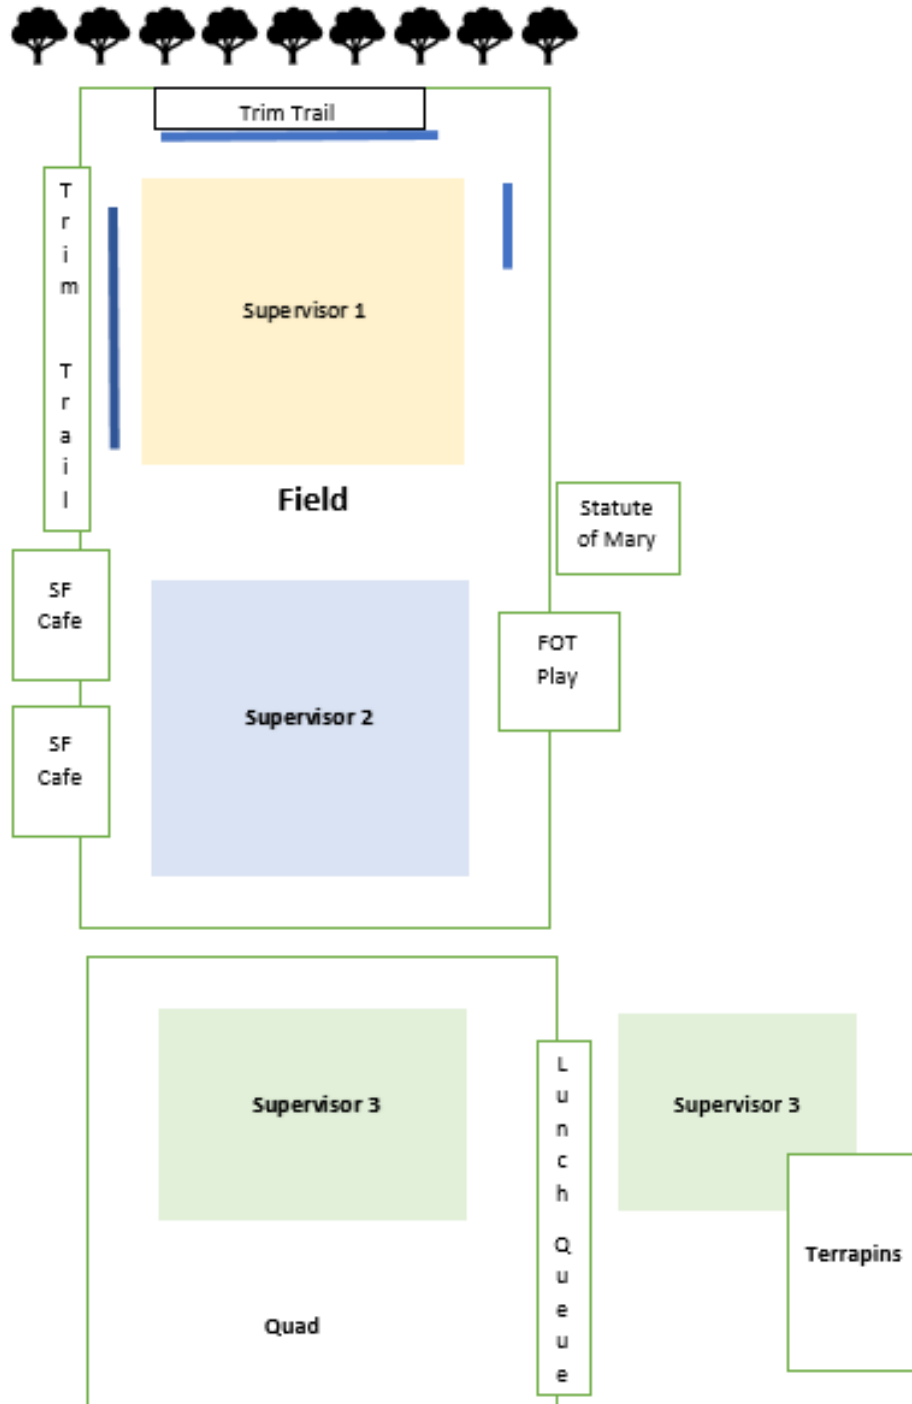 Trim Trail
Trim Trail
Supervisor 1
Field
Statute
of Mary
SF
Cafe
FOT
Play
Supervisor 2
SF
Cafe
Supervisor 3
Supervisor 3
Lunch Queue
Terrapins
Quad